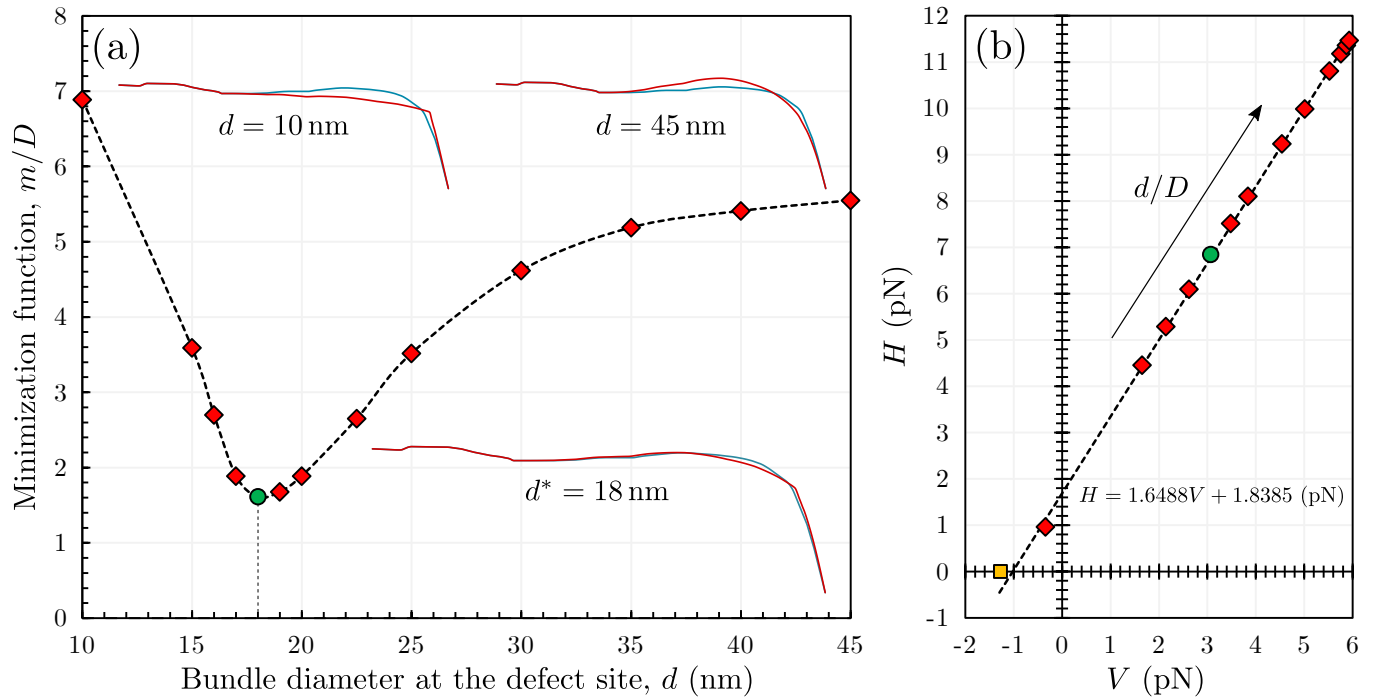 (a)
Minimization function, m/D
8
7
6
5
4
3
2
1
0
d = 10 nm
d = 45 nm
d* = 18 nm
10 15 20 25 30 35 40 45
Bundle diameter at the defect site, d (nm)
(b)
H (pN)
12
11
10
9
8
7
6
5
4
3
2
1
0
-1
d/D
H = 1.6488V + 1.8385 (pN)
-2 -1 0 1 2 3 4 5 6
V (pN)